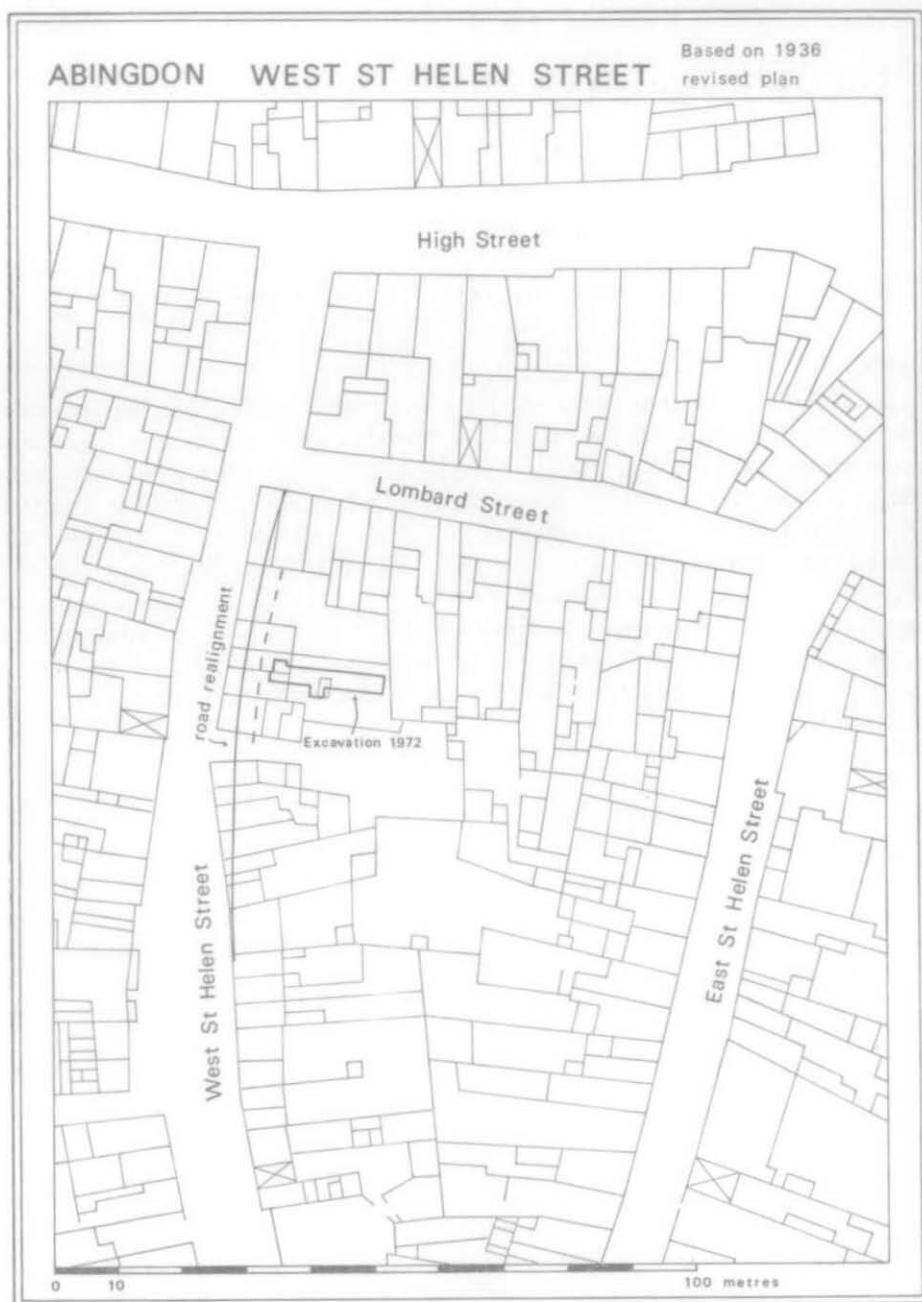 ABINGDON WEST ST HELEN STREET
Based on 1936
revised plan
High Street
Lombard Street
road realignment
Excavation 1972
West St Helen Street
East St Helen Street
0 10 100 metres